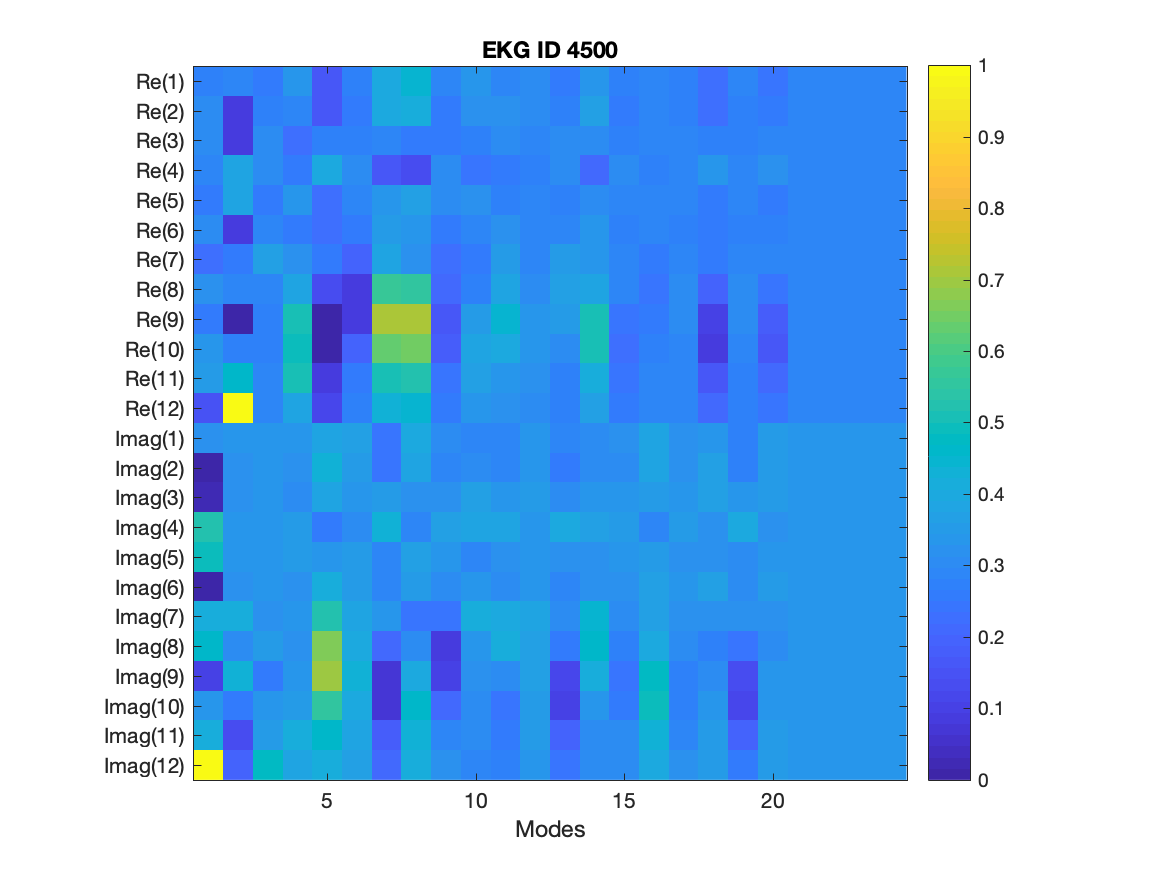 EKG ID 4500
Re(1)
Re(2)
Re(3)
Re(4)
Re(5)
Re(6)
Re(7)
Re(8)
Re(9)
Re(10)
Re(11)
Re(12)
Imag(1)
Imag(2)
Imag(3)
Imag(4)
Imag(5)
Imag(6)
Imag(7)
Imag(8)
Imag(9)
Imag(10)
Imag(11)
Imag(12)
5 10 15 20
Modes
1
0.9
0.8
0.7
0.6
0.5
0.4
0.3
0.2
0.1
0